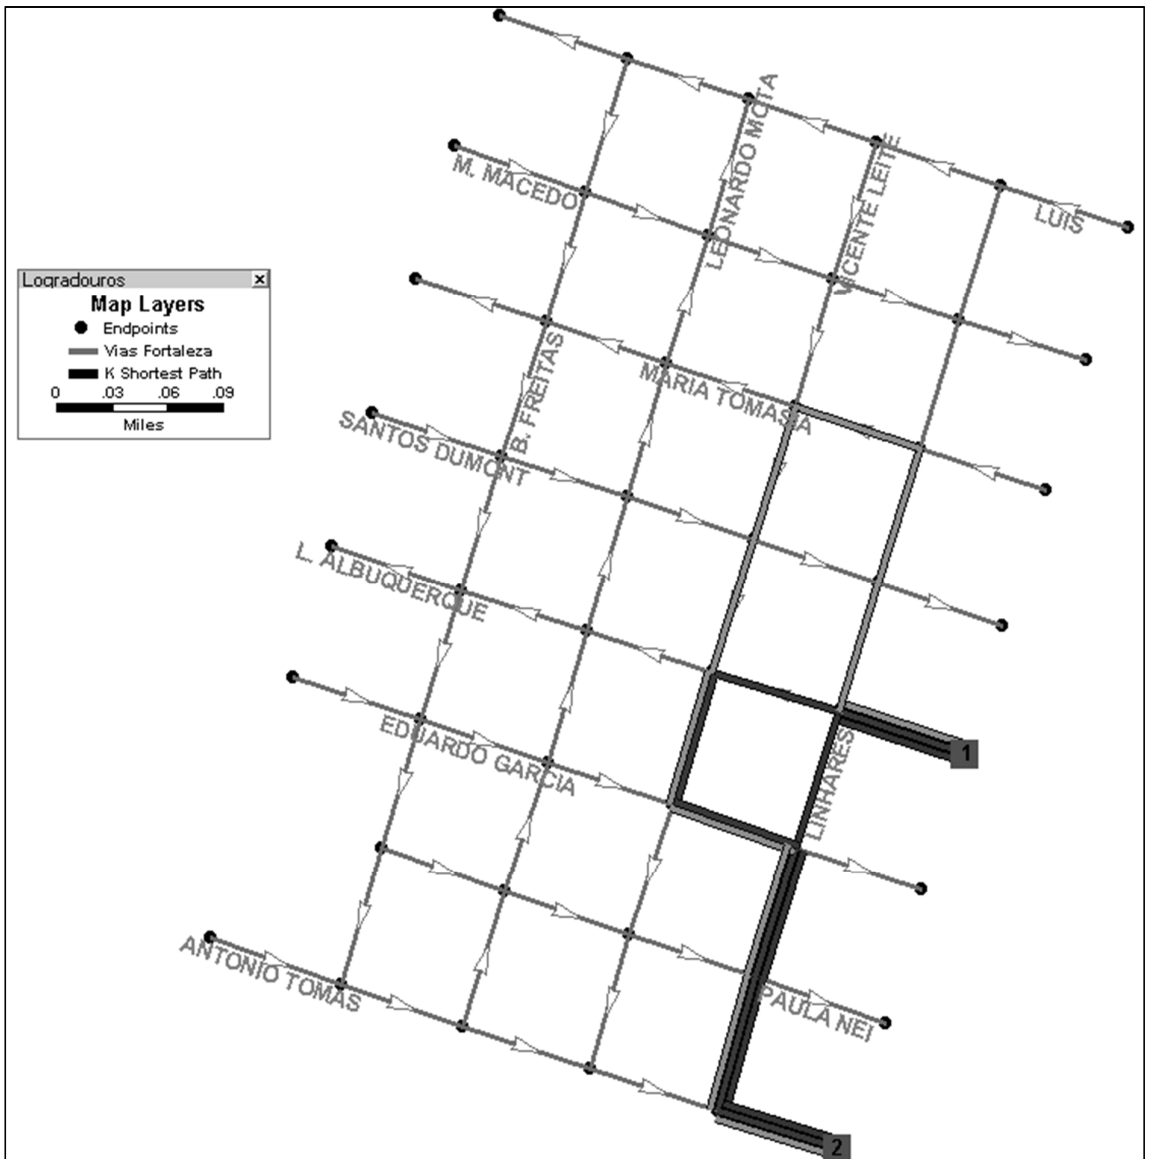 LEONARDO MOTA
VICENTE LEITE
M. MACEDO
LUIS
Logradouros
x
Map Layers
Endpoints
Vias Fortaleza
K Shortest Path
0 .03 .06 .09
Miles
B. FREITAS
MARIA TOMASIA
SANTOS DUMONT
L. ALBUQUERQUE
EDUARDO GARCIA
1
LINHARES
ANTONIO TOMAS
PAULA NEI
2